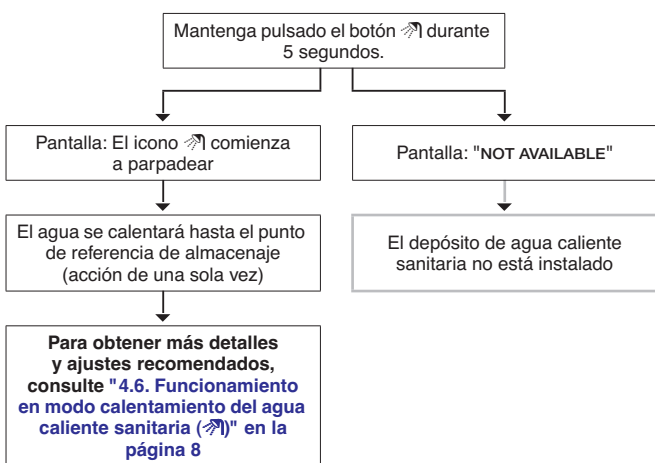 Mantenga pulsado el botón durante
5 segundos.
Pantalla: El icono comienza
a parpadear
Pantalla: "NOT AVAILABLE"
El agua se calentará hasta el punto
de referencia de almacenaje
(acción de una sola vez)
El depósito de agua caliente
sanitaria no está instalado
Para obtener más detalles
y ajustes recomendados,
consulte "4.6. Funcionamiento
en modo calentamiento del agua
caliente sanitaria ()" en la
página 8